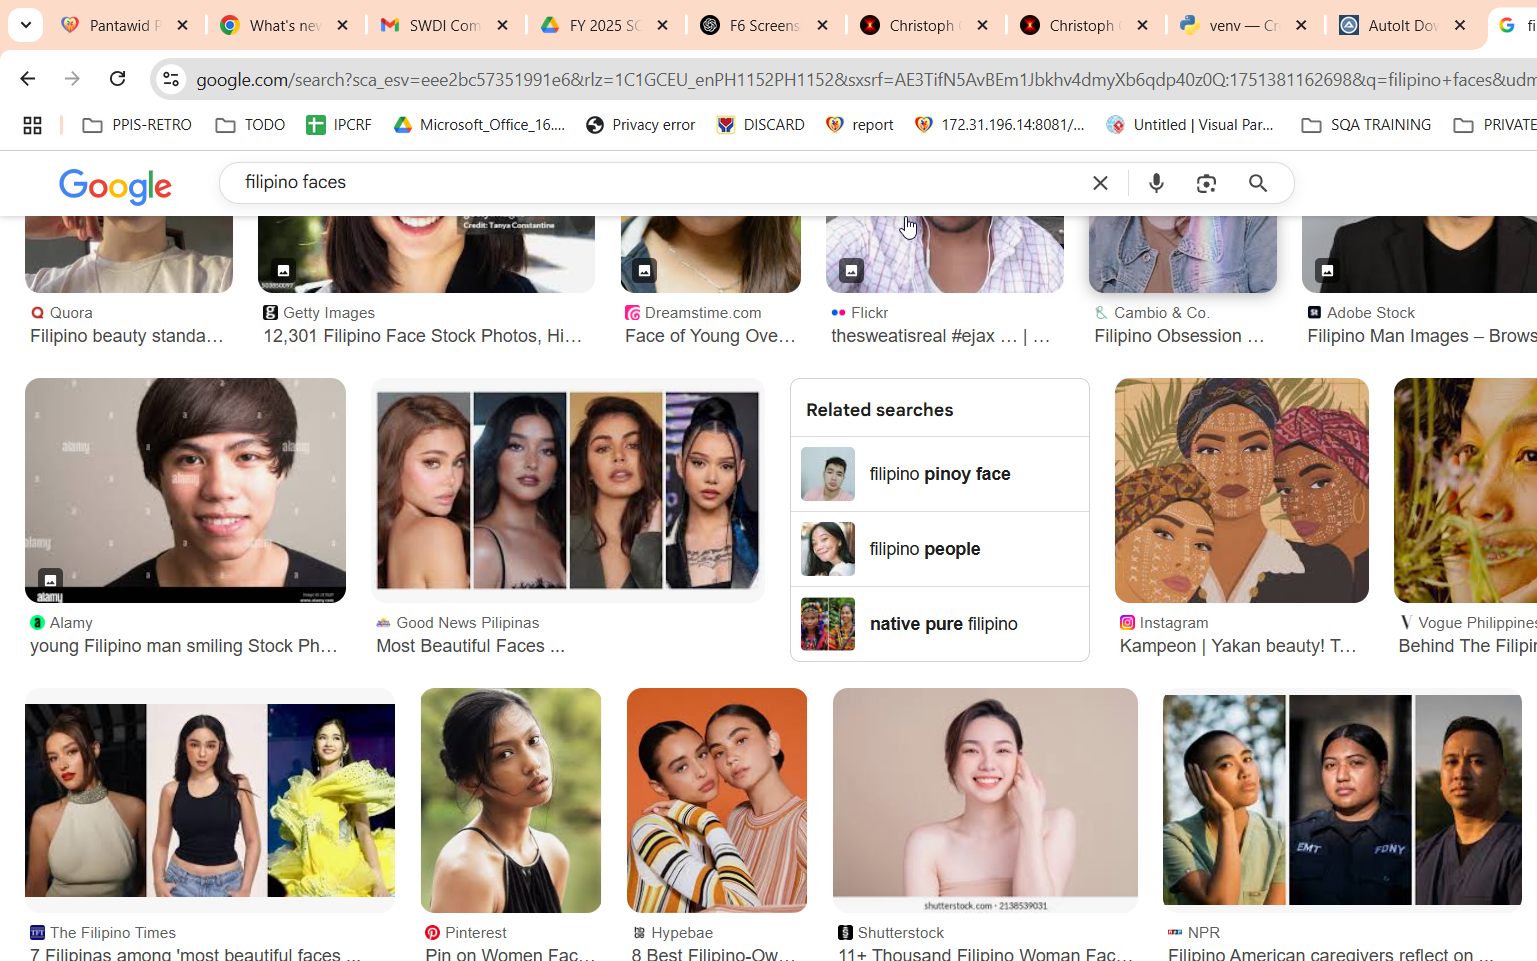 Pantawid P
What's nev
SWDI Com
FY 2025 SC
F6 Screens
Christoph
Christoph
venv — Cr
AutoIt Dov
fi
google.com/search?sca_esv=eee2bc57351991e6&rlz=1C1GCEU_enPH1152PH1152&sxsrf=AE3TifN5AvBEm1Jbkhv4dmyXb6qdp40z0Q:1751381162698&q=filipino+faces&udm
PPIS-RETRO
TODO
IPCRF
Microsoft_Office_16....
Privacy error
DISCARD
report
172.31.196.14:8081/...
Untitled | Visual Par...
SQA TRAINING
PRIVATE
Google
filipino faces
Credit: Tanya Constantine
Quora
Filipino beauty standa…
Getty Images
12,301 Filipino Face Stock Photos, Hi…
Dreamstime.com
Face of Young Ove…
Flickr
thesweatisreal #ejax … | …
Cambio & Co.
Filipino Obsession …
Adobe Stock
Filipino Man Images – Brows
alamy
alamy
alamy
alamy
alamy
Alamy
young Filipino man smiling Stock Ph…
Good News Pilipinas
Most Beautiful Faces ...
Related searches
filipino pinoy face
filipino people
native pure filipino
Instagram
Kampeon | Yakan beauty! T…
Vogue Philippines
Behind The Filipin
shutterstock.com · 2138539031
EMT
FDNY
TFT
The Filipino Times
7 Filipinas among 'most beautiful faces ...
Pinterest
Pin on Women Fac…
Hypebae
8 Best Filipino-Ow…
Shutterstock
11+ Thousand Filipino Woman Fac…
NPR
Filipino American caregivers reflect on ...